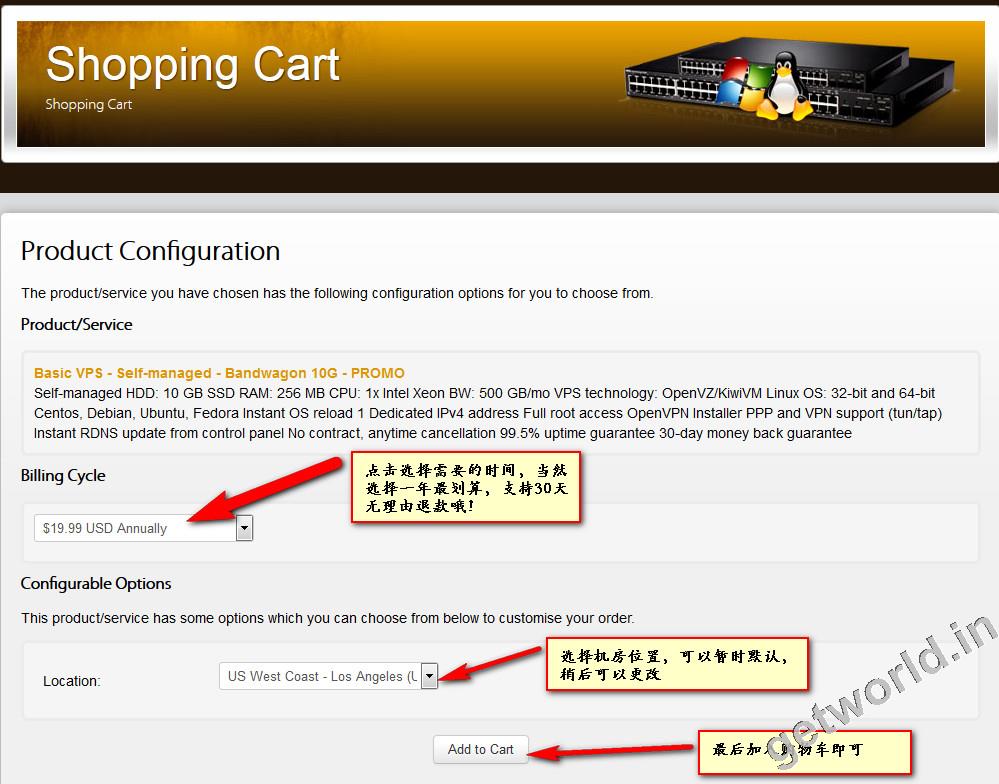 Shopping Cart
Shopping Cart
Product Configuration
The product/service you have chosen has the following configuration options for you to choose from.
Product/Service
Basic VPS - Self-managed - Bandwagon 10G - PROMO
Self-managed HDD: 10 GB SSD RAM: 256 MB CPU: 1x Intel Xeon BW: 500 GB/mo VPS technology: OpenVZ/KiwiVM Linux OS: 32-bit and 64-bit
Centos, Debian, Ubuntu, Fedora Instant OS reload 1 Dedicated IPv4 address Full root access OpenVPN Installer PPP and VPN support (tun/tap)
Instant RDNS update from control panel No contract, anytime cancellation 99.5% uptime guarantee 30-day money back guarantee
Billing Cycle
点击选择需要的时间，当然
选择一年最划算，支持30天
无理由退款哦！
$19.99 USD Annually
Configurable Options
This product/service has some options which you can choose from below to customise your order.
选择机房位置，可以暂时默认，
稍后可以更改
Location:
US West Coast - Los Angeles (U
Add to Cart
最后加入购物车即可
getworld.in